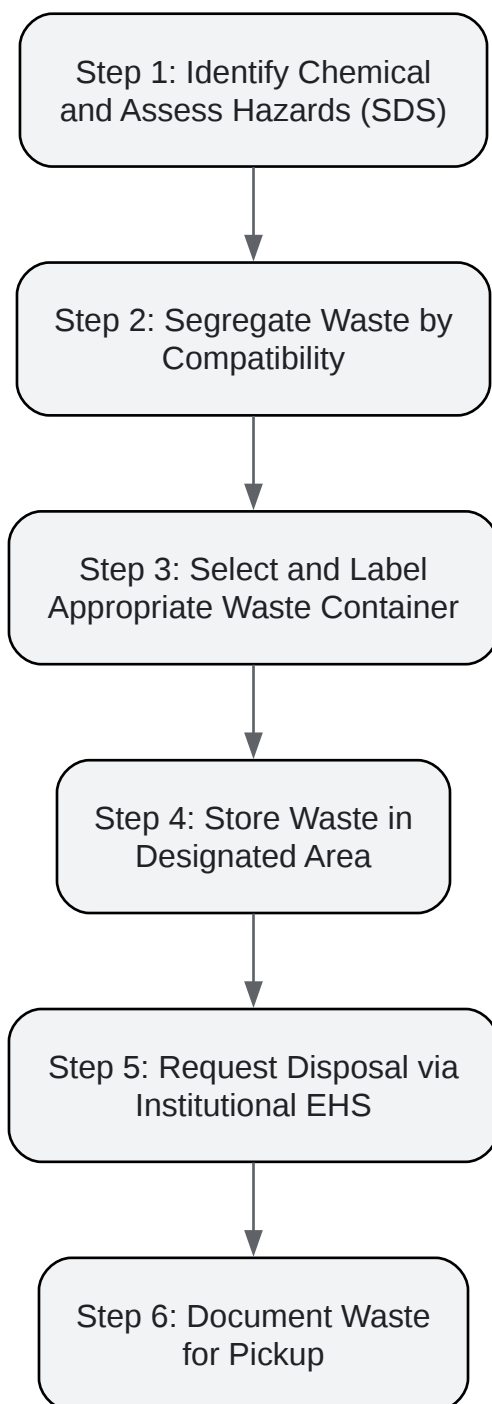 Step 1: Identify Chemical
and Assess Hazards (SDS)
Step 2: Segregate Waste by
Compatibility
Step 3: Select and Label
Appropriate Waste Container
Step 4: Store Waste in
Designated Area
Step 5: Request Disposal via
Institutional EHS
Step 6: Document Waste
for Pickup